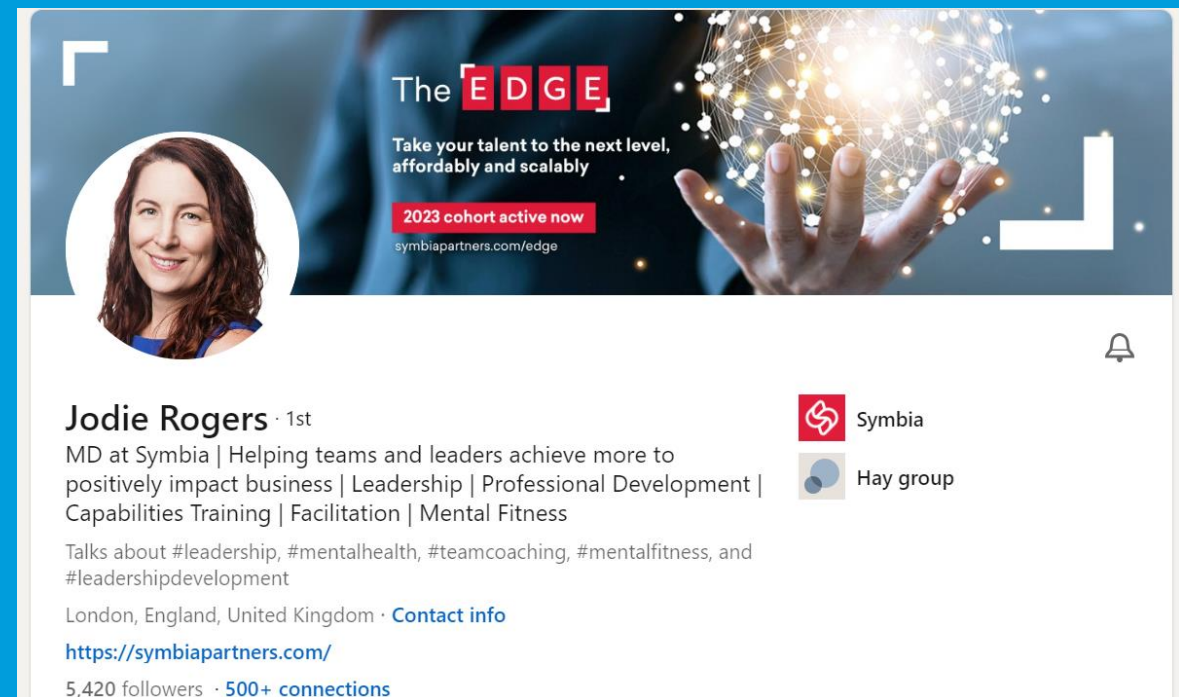 The EDGE
Take your talent to the next level,
affordably and scalably
2023 cohort active now
symbiapartners.com/edge
Jodie Rogers · 1st
MD at Symbia | Helping teams and leaders achieve more to
positively impact business | Leadership | Professional Development |
Capabilities Training | Facilitation | Mental Fitness
Talks about #leadership, #mentalhealth, #teamcoaching, #mentalfitness, and
#leadershipdevelopment
London, England, United Kingdom · Contact info
https://symbiapartners.com/
5,420 followers · 500+ connections
Symbia
Hay group